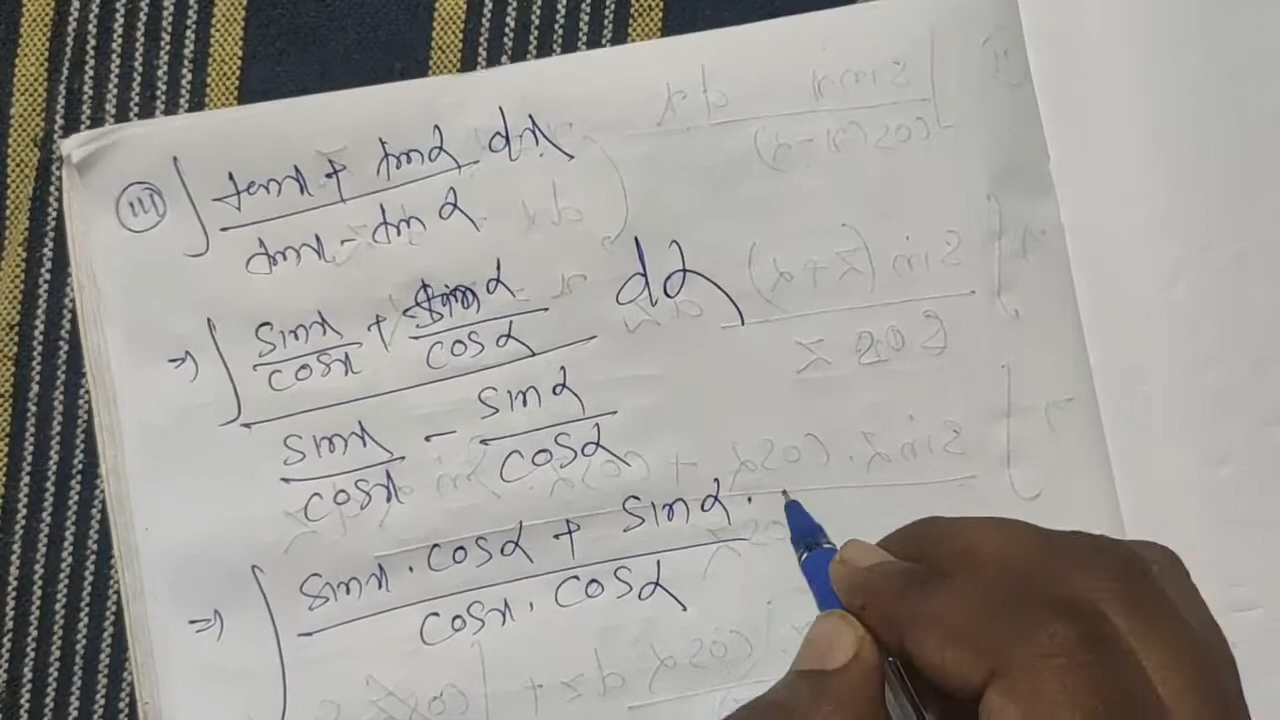 (III) ∫ (tanx + tanα)/(tanx - tanα) dx
⇒ ∫ (sinx/cosx + sinα/cosα)/(sinx/cosx - sinα/cosα) dα
⇒ ∫ (sinx . cosα + sinα .)/(cosx . cosα)